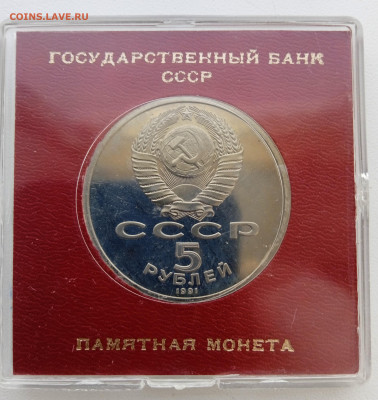 COINS.LAVE.RU
ГОСУДАРСТВЕННЫЙ БАНК
СССР
СССР
5
РУБЛЕЙ
1991
ПАМЯТНАЯ МОНЕТА